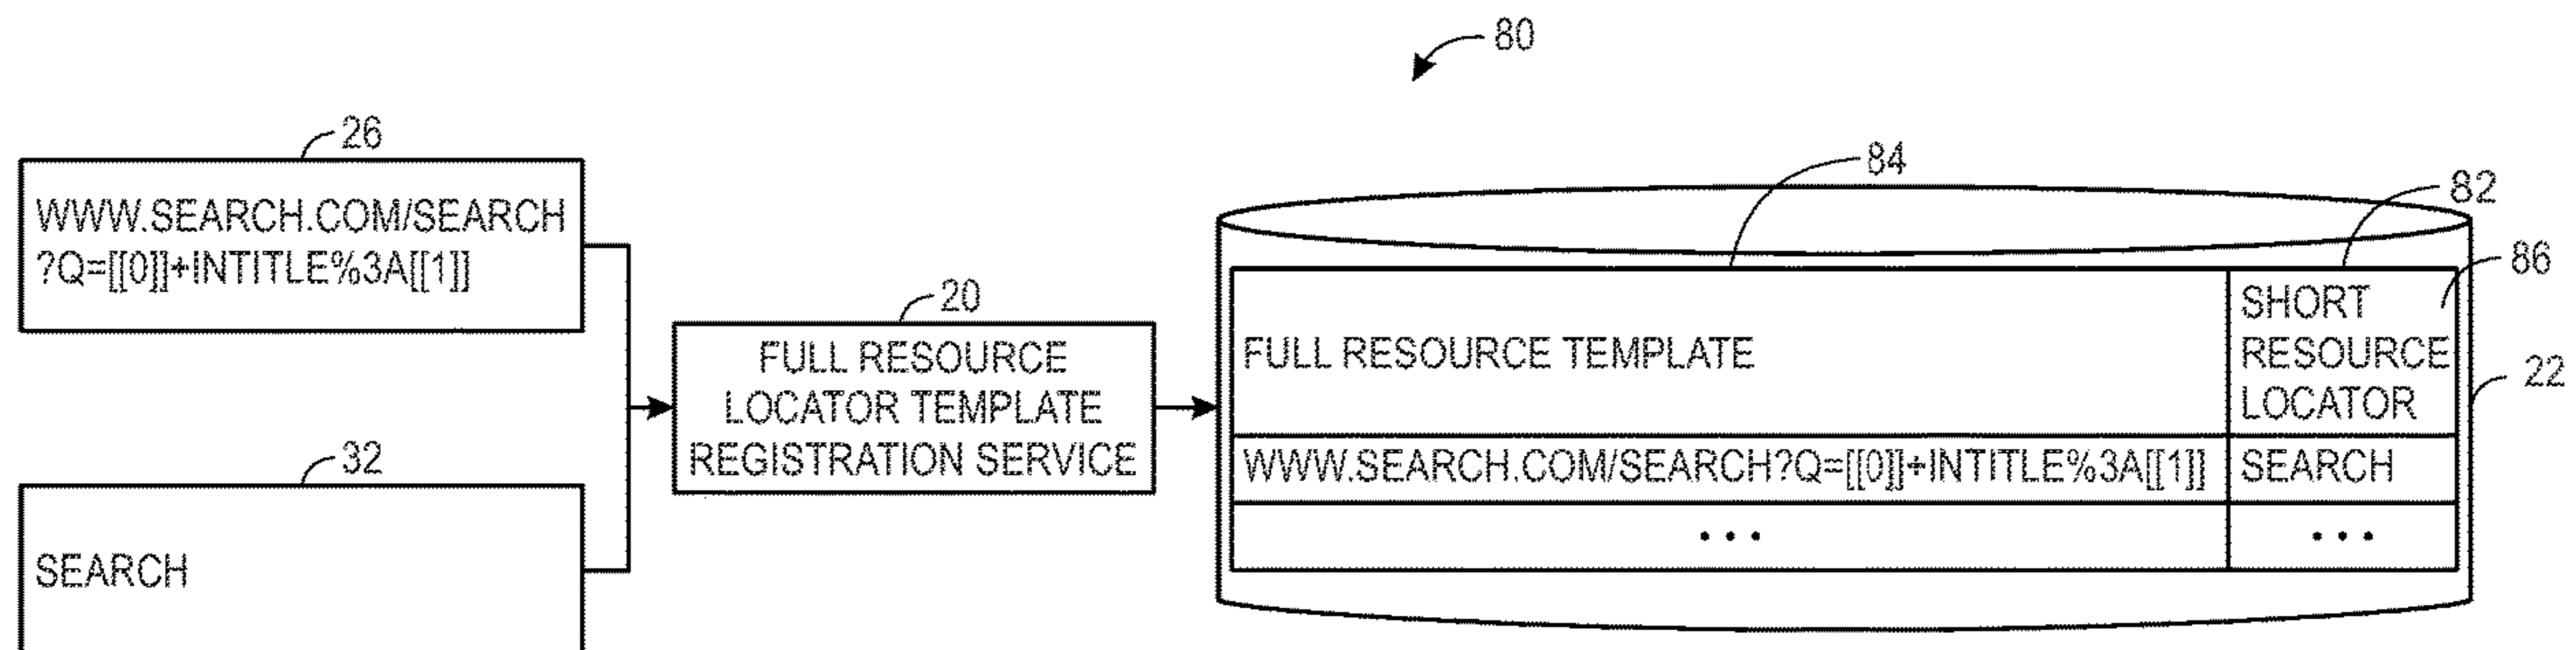 80
26
WWW.SEARCH.COM/SEARCH
?Q=[[0]]+INTITLE%3A[[1]]
32
SEARCH
20
FULL RESOURCE
LOCATOR TEMPLATE
REGISTRATION SERVICE
84
82
86
22
FULL RESOURCE TEMPLATE
SHORT
RESOURCE
LOCATOR
WWW.SEARCH.COM/SEARCH?Q=[[0]]+INTITLE%3A[[1]]
SEARCH
• • •
• • •